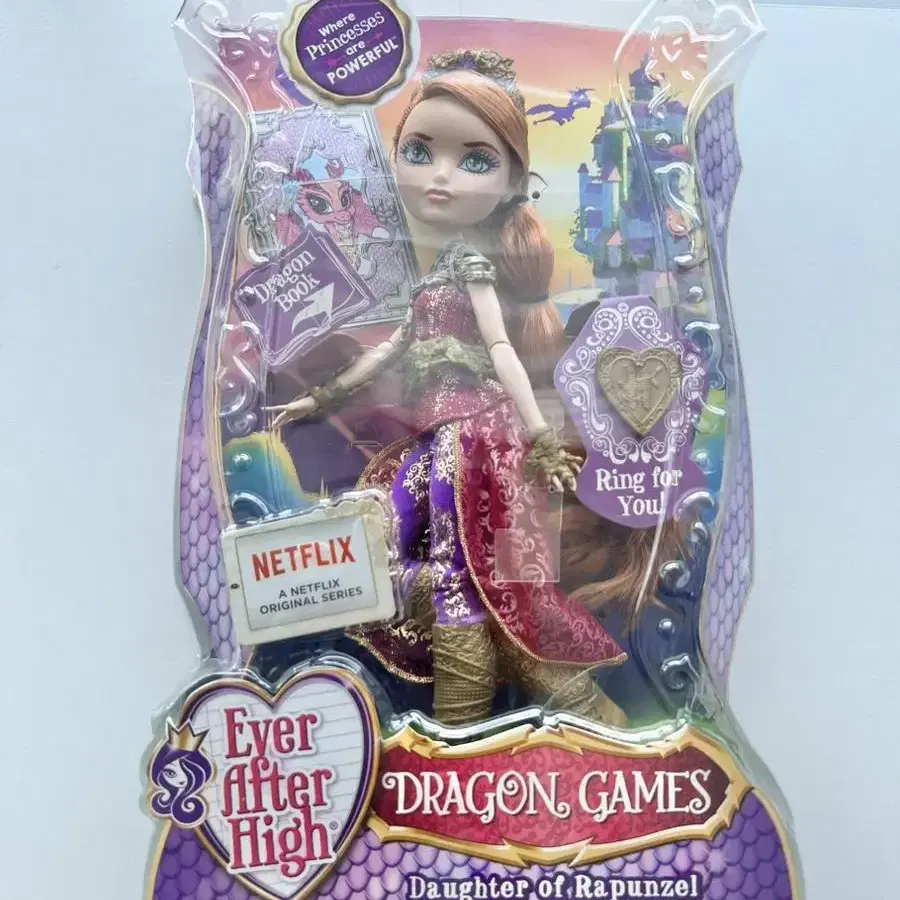 Where
Princesses
are
POWERFUL™
Dragon
Book
Ring for
You!
NETFLIX
A NETFLIX
ORIGINAL SERIES
Ever
After
High®
DRAGON GAMES
Daughter of Rapunzel